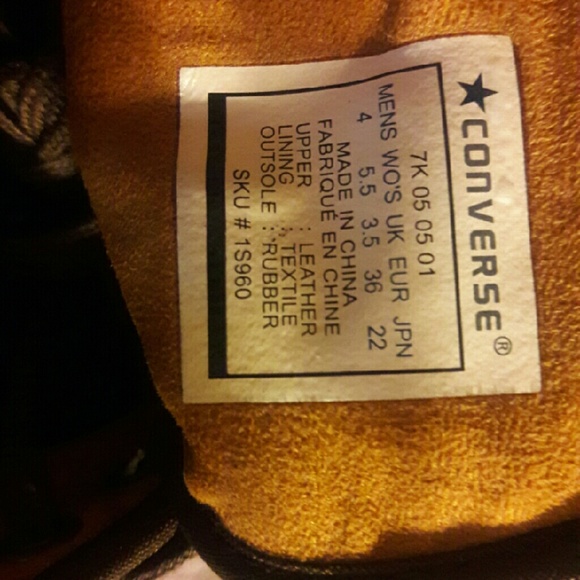 ★CONVERSE®
7K 05 05 01
MENS WO'S UK EUR JPN
4 5.5 3.5 36 22
MADE IN CHINA
FABRIQUÉ EN CHINE
UPPER : LEATHER
LINING : TEXTILE
OUTSOLE : RUBBER
SKU # 1S960